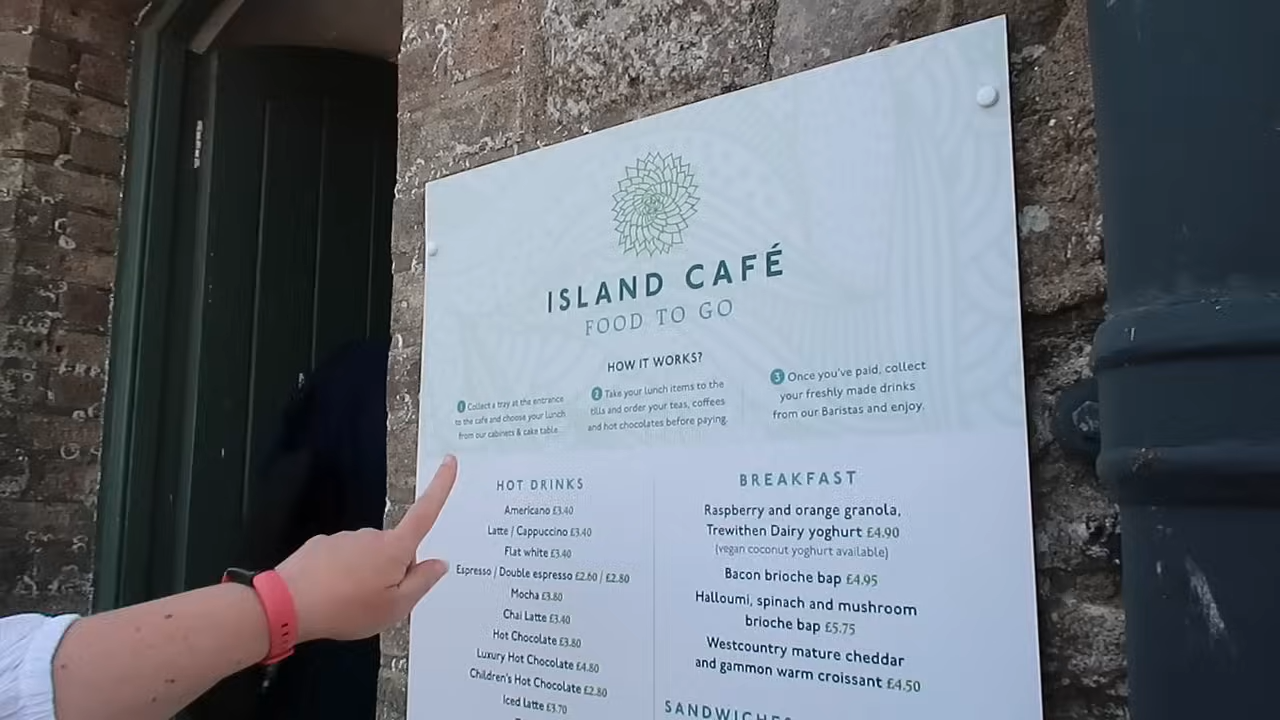 ISLAND CAFÉ
FOOD TO GO
HOW IT WORKS?
1 Collect a tray at the entrance
to the cafe and choose your lunch
from our cabinets & cake table.
2 Take your lunch items to the
tills and order your teas, coffees
and hot chocolates before paying.
3 Once you've paid, collect
your freshly made drinks
from our Baristas and enjoy.
HOT DRINKS
Americano £3.40
Latte / Cappuccino £3.40
Flat white £3.40
Espresso / Double espresso £2.60 / £2.80
Mocha £3.80
Chai Latte £3.40
Hot Chocolate £3.80
Luxury Hot Chocolate £4.80
Children's Hot Chocolate £2.80
Iced latte £3.70
BREAKFAST
Raspberry and orange granola,
Trewithen Dairy yoghurt £4.90
(vegan coconut yoghurt available)
Bacon brioche bap £4.95
Halloumi, spinach and mushroom
brioche bap £5.75
Westcountry mature cheddar
and gammon warm croissant £4.50
SANDWICHES